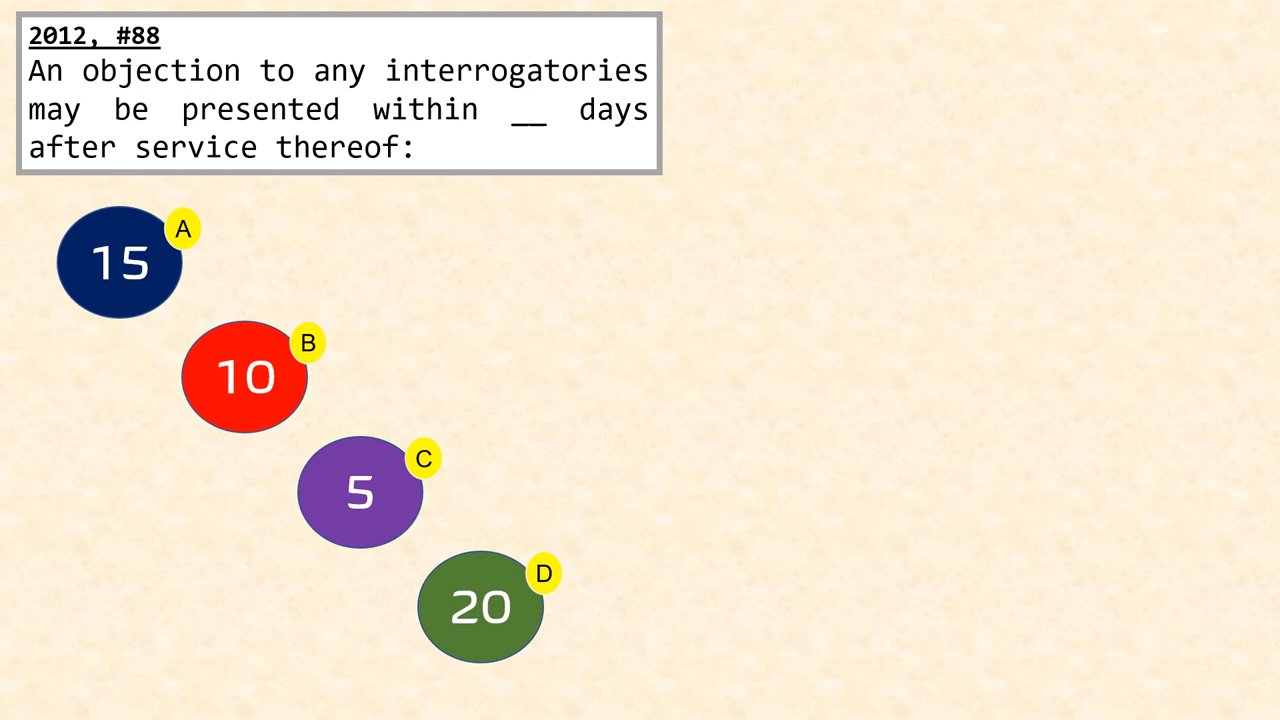 2012, #88
An objection to any interrogatories
may be presented within __ days
after service thereof:
A
15
B
10
C
5
D
20